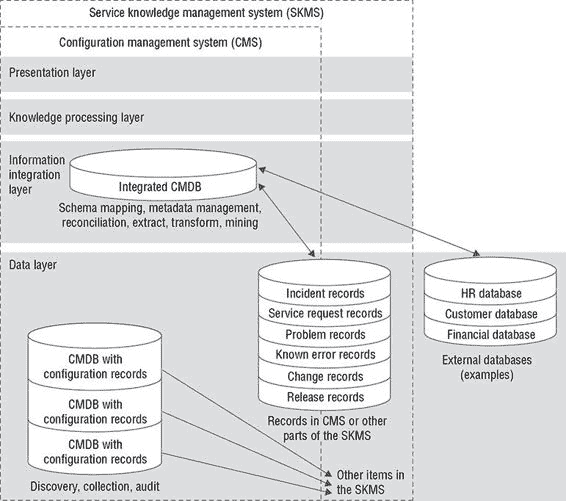 Service knowledge management system (SKMS)
Configuration management system (CMS)
Presentation layer
Knowledge processing layer
Information
integration
layer
Integrated CMDB
Schema mapping, metadata management,
reconciliation, extract, transform, mining
Data layer
Incident records
Service request records
Problem records
Known error records
Change records
Release records
Records in CMS or other
parts of the SKMS
HR database
Customer database
Financial database
External databases
(examples)
CMDB with
configuration records
CMDB with
configuration records
CMDB with
configuration records
Discovery, collection, audit
Other items in
the SKMS